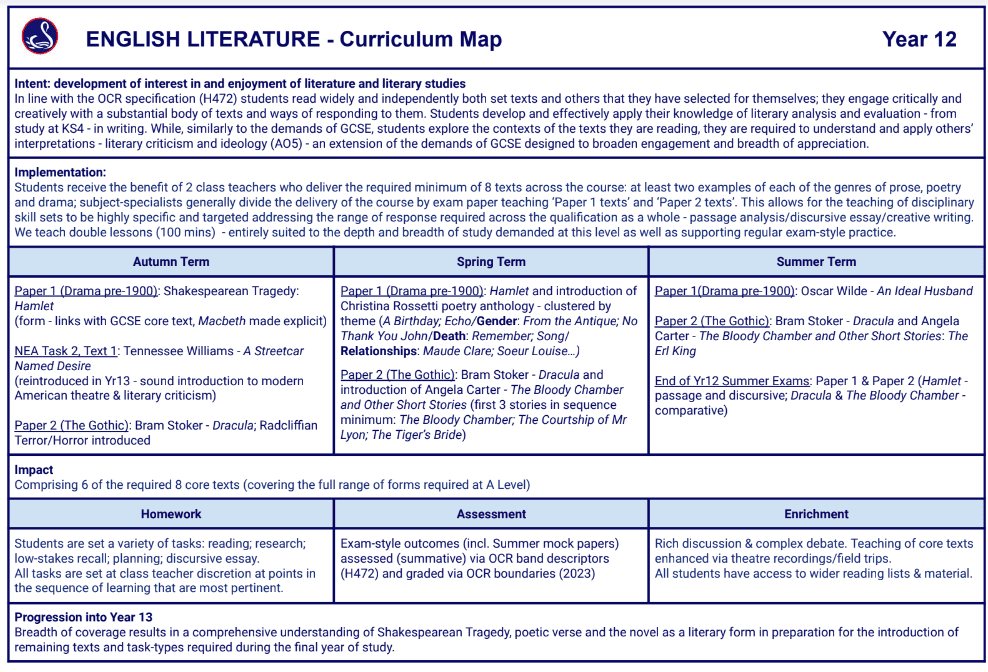 ENGLISH LITERATURE - Curriculum Map
Year 12
Intent: development of interest in and enjoyment of literature and literary studies
In line with the OCR specification (H472) students read widely and independently both set texts and others that they have selected for themselves; they engage critically and
creatively with a substantial body of texts and ways of responding to them. Students develop and effectively apply their knowledge of literary analysis and evaluation - from
study at KS4 - in writing. While, similarly to the demands of GCSE, students explore the contexts of the texts they are reading, they are required to understand and apply others'
interpretations - literary criticism and ideology (AO5) - an extension of the demands of GCSE designed to broaden engagement and breadth of appreciation.
Implementation:
Students receive the benefit of 2 class teachers who deliver the required minimum of 8 texts across the course: at least two examples of each of the genres of prose, poetry
and drama; subject-specialists generally divide the delivery of the course by exam paper teaching 'Paper 1 texts' and 'Paper 2 texts'. This allows for the teaching of disciplinary
skill sets to be highly specific and targeted addressing the range of response required across the qualification as a whole - passage analysis/discursive essay/creative writing.
We teach double lessons (100 mins) - entirely suited to the depth and breadth of study demanded at this level as well as supporting regular exam-style practice.
Autumn Term
Paper 1 (Drama pre-1900): Shakespearean Tragedy:
Hamlet
(form - links with GCSE core text, Macbeth made explicit)
NEA Task 2, Text 1: Tennessee Williams - A Streetcar
Named Desire
(reintroduced in Yr13 - sound introduction to modern
American theatre & literary criticism)
Paper 2 (The Gothic): Bram Stoker - Dracula; Radcliffian
Terror/Horror introduced
Spring Term
Paper 1 (Drama pre-1900): Hamlet and introduction of
Christina Rossetti poetry anthology - clustered by
theme (A Birthday; Echo/Gender: From the Antique; No
Thank You John/Death: Remember; Song/
Relationships: Maude Clare; Soeur Louise...)
Paper 2 (The Gothic): Bram Stoker - Dracula and
introduction of Angela Carter - The Bloody Chamber
and Other Short Stories (first 3 stories in sequence
minimum: The Bloody Chamber; The Courtship of Mr
Lyon; The Tiger's Bride)
Summer Term
Paper 1(Drama pre-1900): Oscar Wilde - An Ideal Husband
Paper 2 (The Gothic): Bram Stoker - Dracula and Angela
Carter - The Bloody Chamber and Other Short Stories: The
Erl King
End of Yr12 Summer Exams: Paper 1 & Paper 2 (Hamlet -
passage and discursive; Dracula & The Bloody Chamber -
comparative)
Impact
Comprising 6 of the required 8 core texts (covering the full range of forms required at A Level)
Homework
Students are set a variety of tasks: reading; research;
low-stakes recall; planning; discursive essay.
All tasks are set at class teacher discretion at points in
the sequence of learning that are most pertinent.
Assessment
Exam-style outcomes (incl. Summer mock papers)
assessed (summative) via OCR band descriptors
(H472) and graded via OCR boundaries (2023)
Enrichment
Rich discussion & complex debate. Teaching of core texts
enhanced via theatre recordings/field trips.
All students have access to wider reading lists & material.
Progression into Year 13
Breadth of coverage results in a comprehensive understanding of Shakespearean Tragedy, poetic verse and the novel as a literary form in preparation for the introduction of
remaining texts and task-types required during the final year of study.